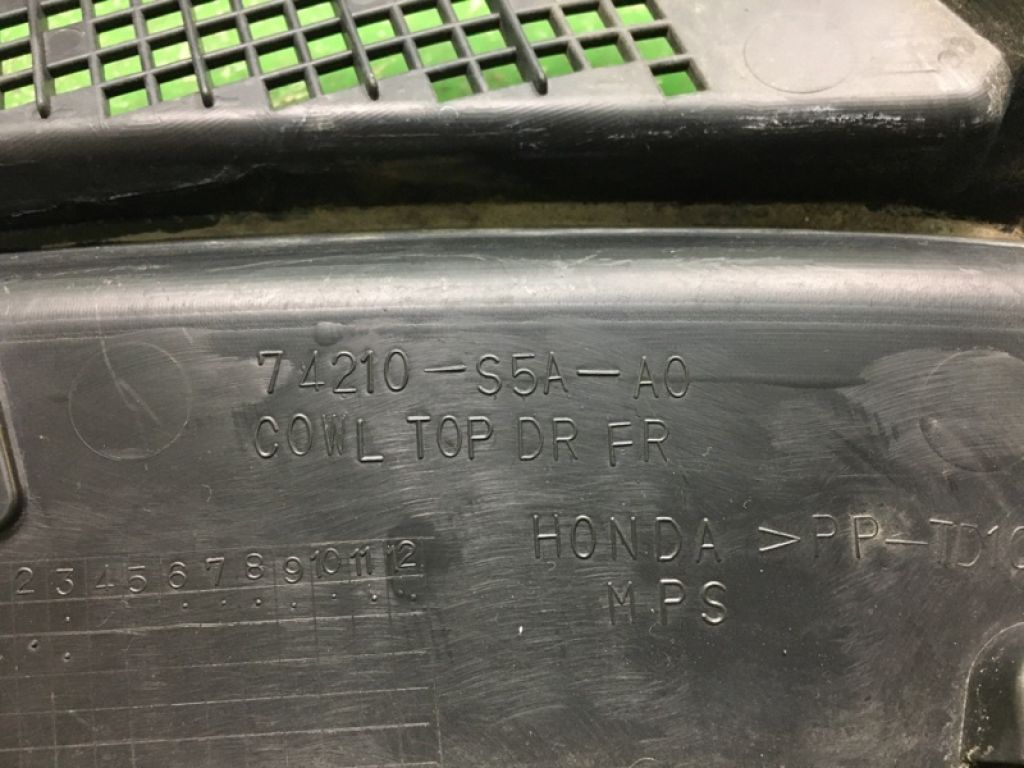 74210-S5A-A0
COWL TOP DR FR
HONDA >PP-TD10
MPS
2 3 4 5 6 7 8 9 10 11 12